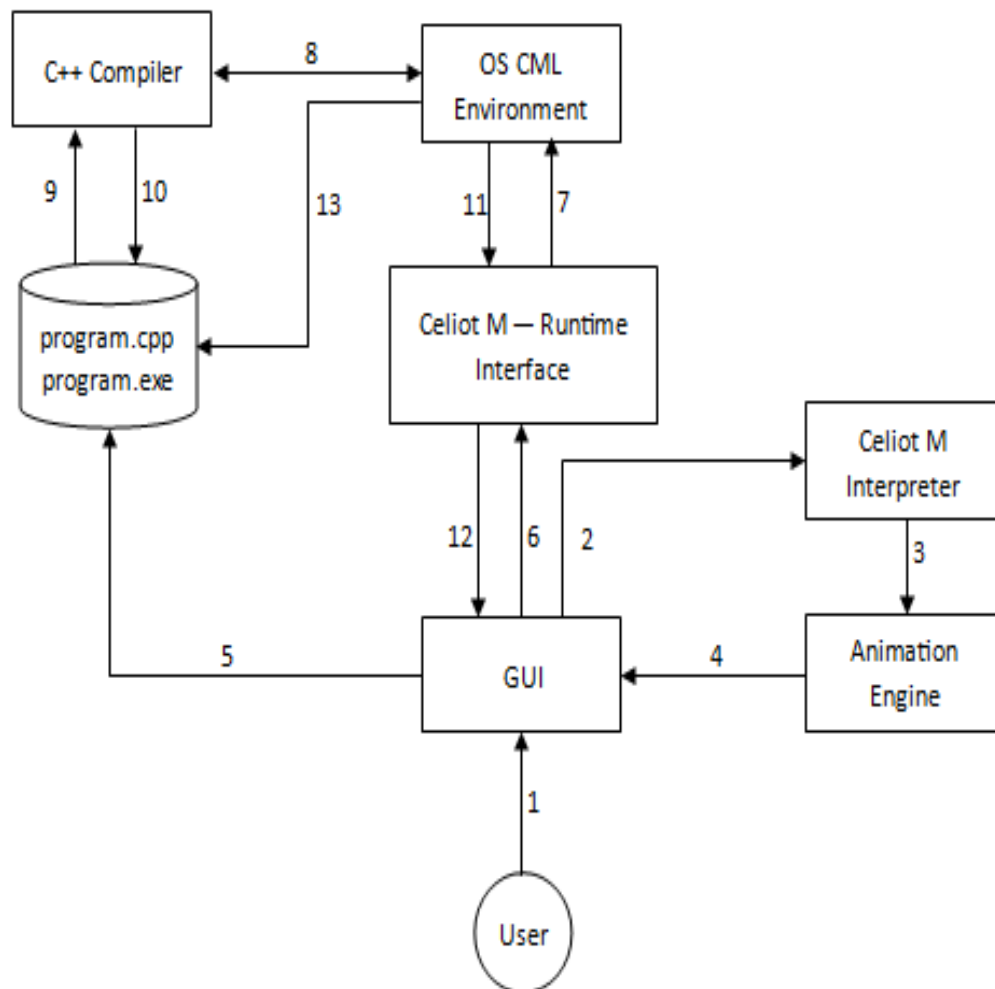 C++ Compiler
8
OS CML
Environment
9
10
13
11
7
program.cpp
program.exe
Celiot M — Runtime
Interface
Celiot M
Interpreter
12
6
2
3
5
GUI
4
Animation
Engine
1
User